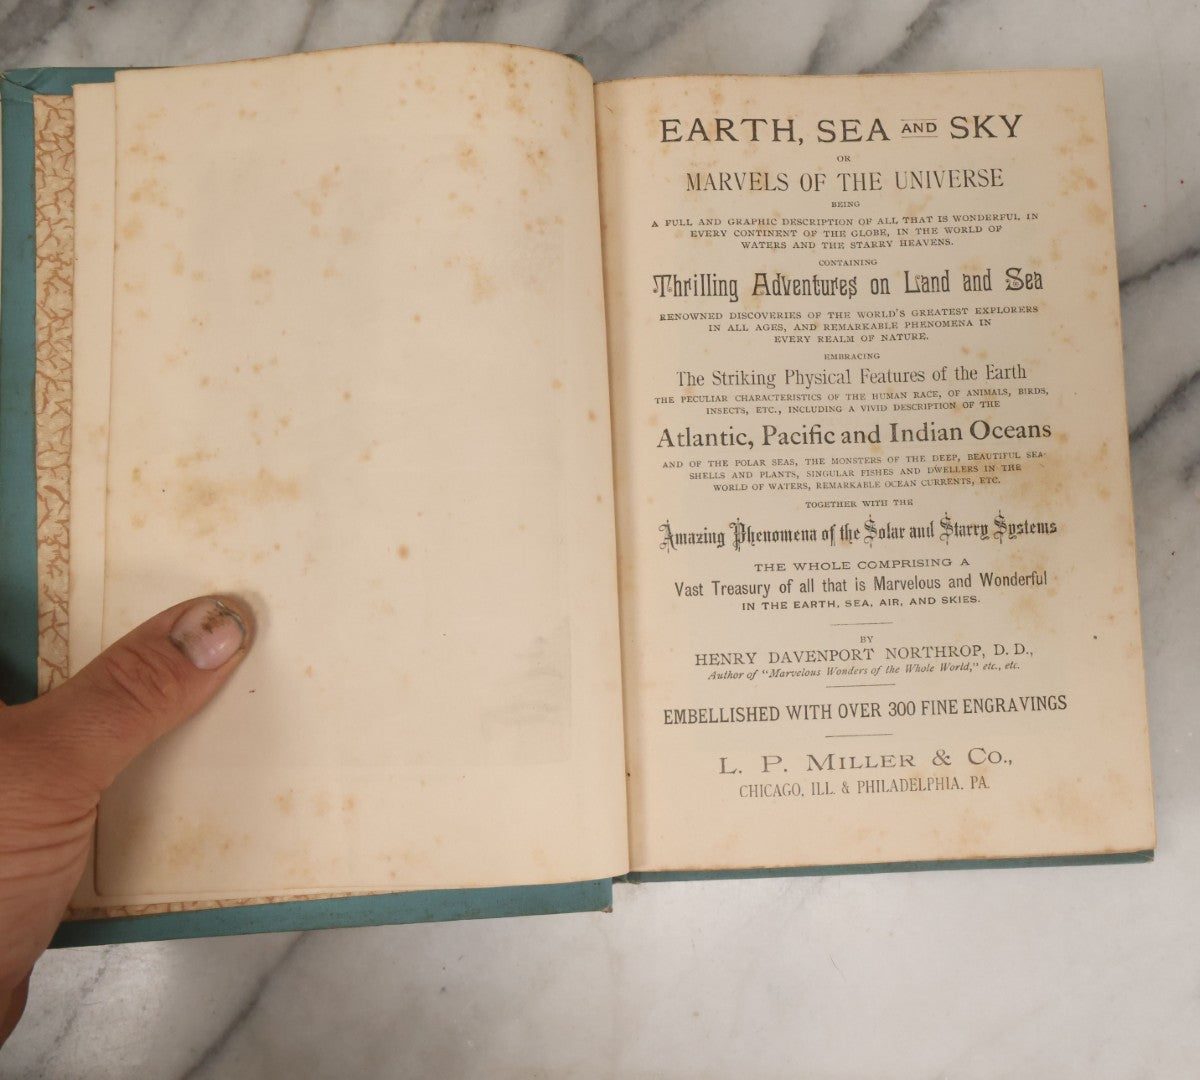 EARTH, SEA AND SKY
OR
MARVELS OF THE UNIVERSE
BEING
A FULL AND GRAPHIC DESCRIPTION OF ALL THAT IS WONDERFUL IN
EVERY CONTINENT OF THE GLOBE, IN THE WORLD OF
WATERS AND THE STARRY HEAVENS.
CONTAINING
Thrilling Adventures on Land and Sea
RENOWNED DISCOVERIES OF THE WORLD'S GREATEST EXPLORERS
IN ALL AGES, AND REMARKABLE PHENOMENA IN
EVERY REALM OF NATURE.
EMBRACING
The Striking Physical Features of the Earth
THE PECULIAR CHARACTERISTICS OF THE HUMAN RACE, OF ANIMALS, BIRDS,
INSECTS, ETC., INCLUDING A VIVID DESCRIPTION OF THE
Atlantic, Pacific and Indian Oceans
AND OF THE POLAR SEAS, THE MONSTERS OF THE DEEP, BEAUTIFUL SEA-
SHELLS AND PLANTS, SINGULAR FISHES AND DWELLERS IN THE
WORLD OF WATERS, REMARKABLE OCEAN CURRENTS, ETC.
TOGETHER WITH THE
Amazing Phenomena of the Solar and Starry Systems
THE WHOLE COMPRISING A
Vast Treasury of all that is Marvelous and Wonderful
IN THE EARTH, SEA, AIR, AND SKIES.
BY
HENRY DAVENPORT NORTHROP, D. D.,
Author of "Marvelous Wonders of the Whole World," etc., etc.
EMBELLISHED WITH OVER 300 FINE ENGRAVINGS
L. P. MILLER & CO.,
CHICAGO, ILL. & PHILADELPHIA, PA.